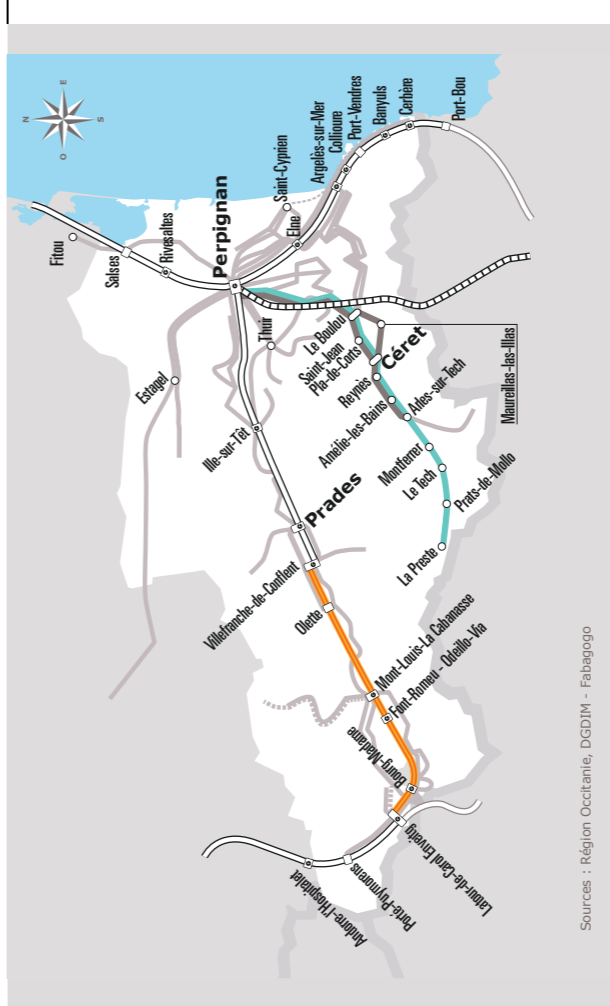 N
E
S
O
Fitou
Salses
Rivesaltes
Perpignan
Saint-Cyprien
Elne
Argelès-sur-Mer
Collioure
Port-Vendres
Banyuls
Cerbère
Port-Bou
Estagel
Thuir
Ille-sur-Têt
Prades
Villefranche-de-Conflent
Olette
Mont-Louis-La Cabanasse
Font-Romeu - Odeillo-Via
Bourg-Madame
Latour-de-Carol Enveitg
Porté-Puymorens
Andorre-l'Hospitalet
Le Boulou
Saint-Jean
Pla-de-Corts
Céret
Maureillas-las-Illas
Reynès
Amélie-les-Bains
Arles-sur-Tech
Montferrer
Le Tech
Prats-de-Mollo
La Preste
Sources : Région Occitanie, DGDIM - Fabagogo